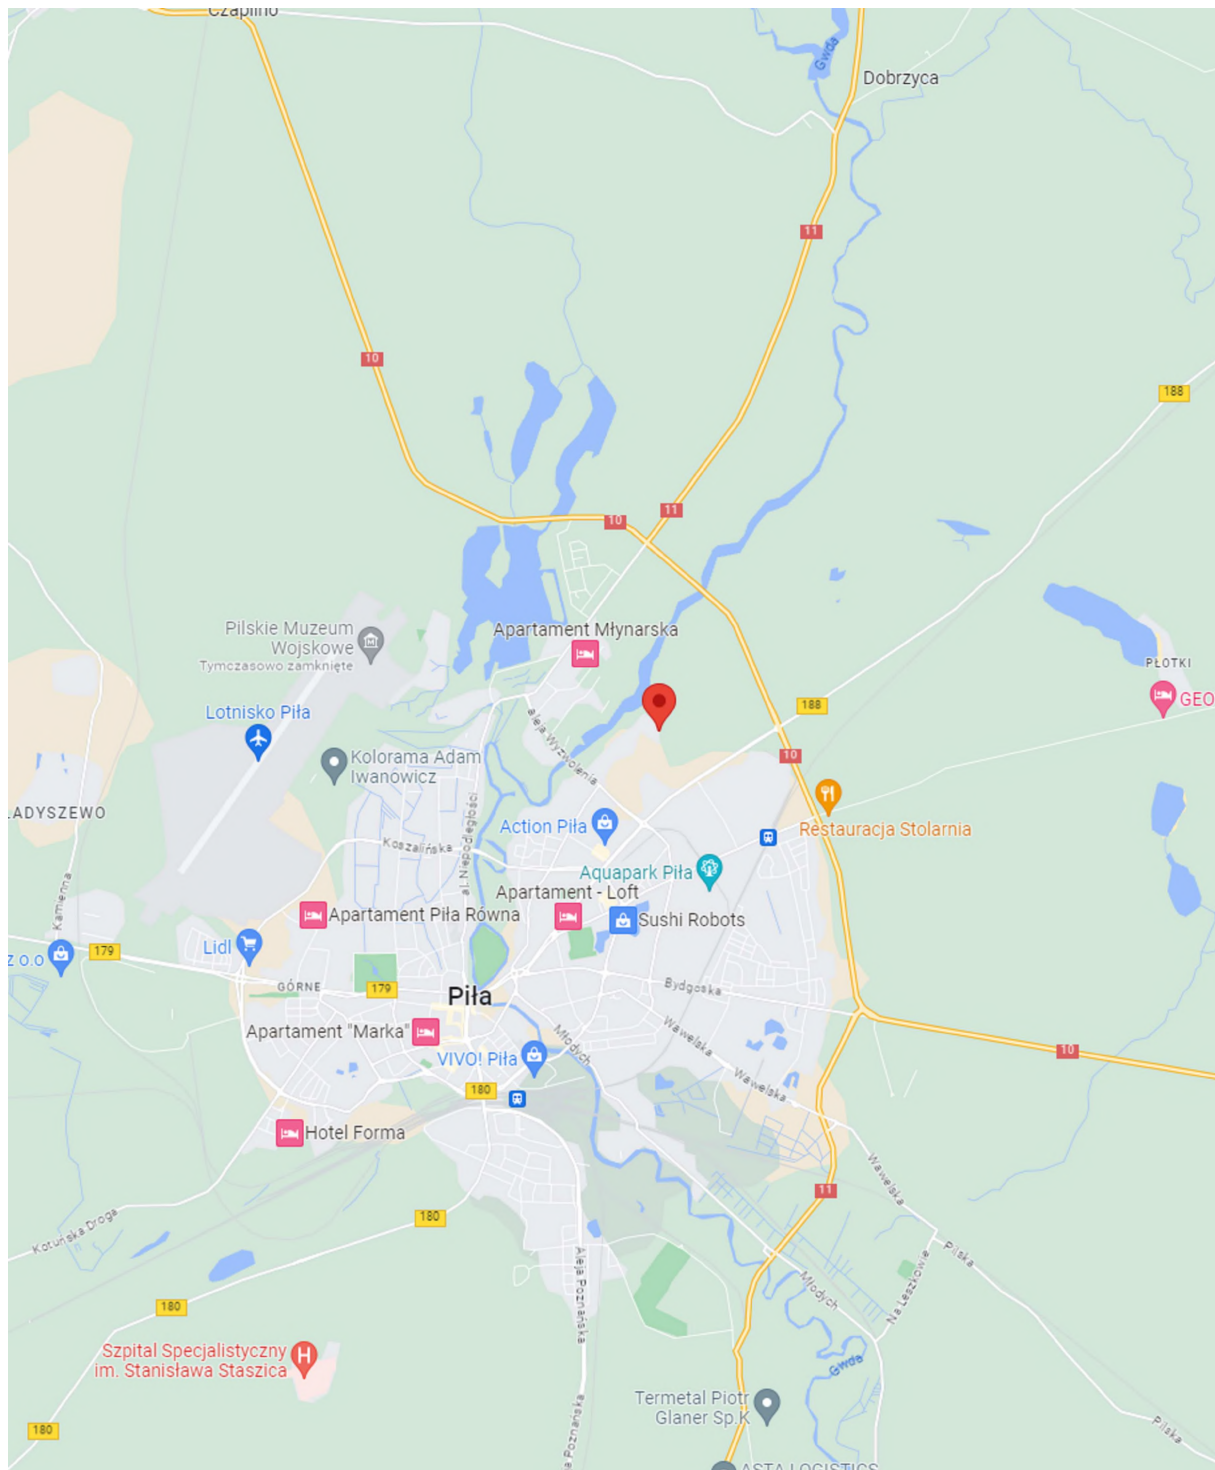 Czaplino
Gwda
Dobrzyca
11
10
188
11
10
Apartament Młynarska
Pilskie Muzeum
Wojskowe
Tymczasowo zamknięte
PŁOTKI
GEO
188
Lotnisko Piła
aleja Wyzwolenia
10
Kolorama Adam
Iwanowicz
ŁADYSZEWO
al. Niepodległości
Action Piła
Restauracja Stolarnia
Koszalińska
Aquapark Piła
Kamienna
Apartament - Loft
Apartament Piła Równa
Sushi Robots
Lidl
179
z o.o
GÓRNE
179
Piła
Bydgoska
Apartament "Marka"
Młodych
Wawelska
10
VIVO! Piła
Wawelska
180
Hotel Forma
Wawelska
11
180
Kotuńska Droga
Pilska
Aleja Poznańska
Młodych
Na Leszkowie
180
Szpital Specjalistyczny
im. Stanisława Staszica
Gwda
Termetal Piotr
Glaner Sp.K
180
a Poznańska
Pilska
ASTA LOGISTICS